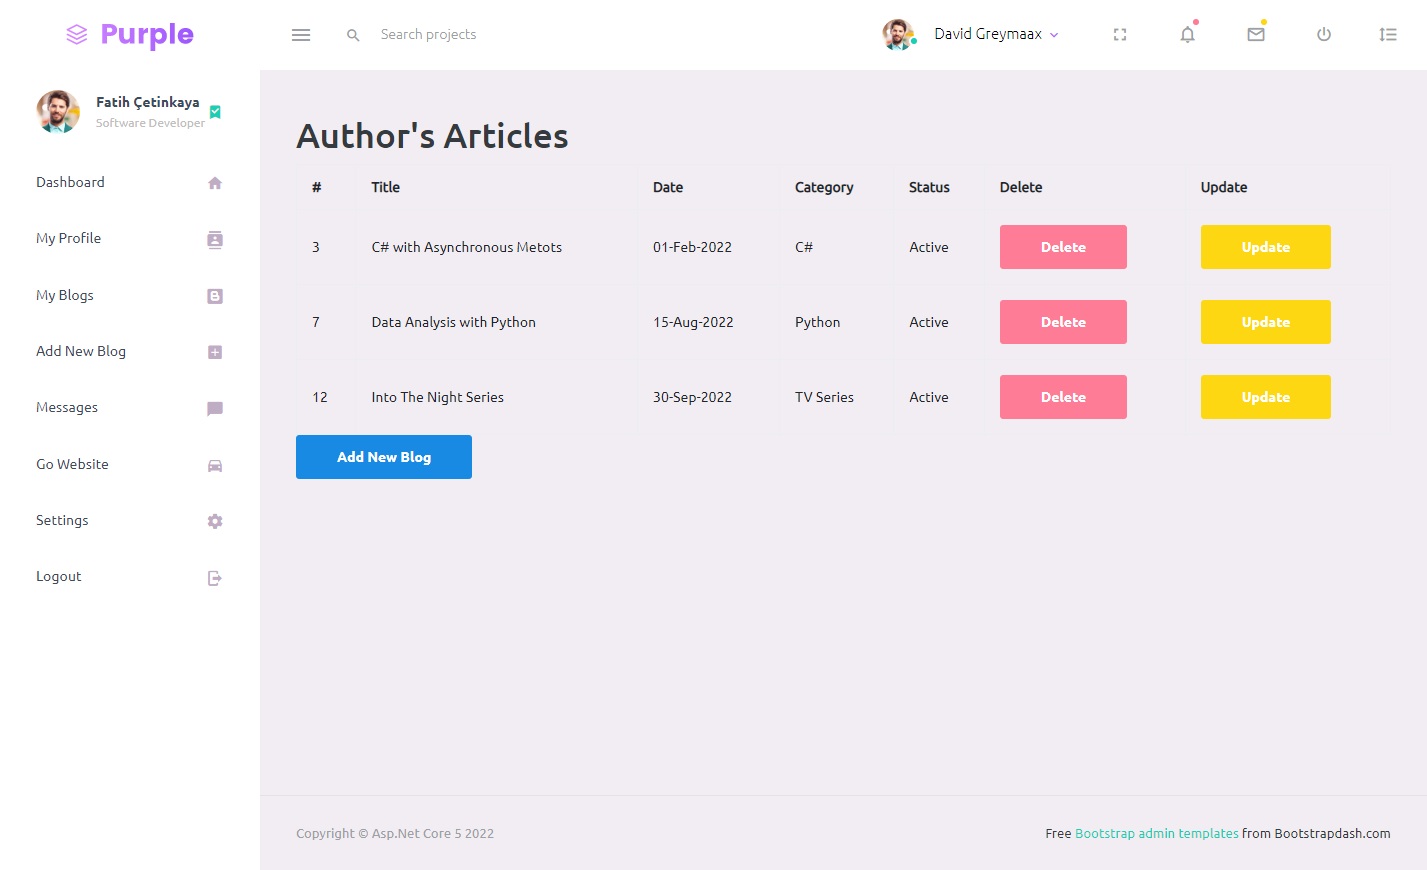 Purple
Search projects
David Greymaax
Fatih Çetinkaya
Software Developer
Dashboard
My Profile
My Blogs
Add New Blog
Messages
Go Website
Settings
Logout
Author's Articles
# Title Date Category Status Delete Update
3 C# with Asynchronous Metots 01-Feb-2022 C# Active Delete Update
7 Data Analysis with Python 15-Aug-2022 Python Active Delete Update
12 Into The Night Series 30-Sep-2022 TV Series Active Delete Update
Add New Blog
Copyright © Asp.Net Core 5 2022
Free Bootstrap admin templates from Bootstrapdash.com